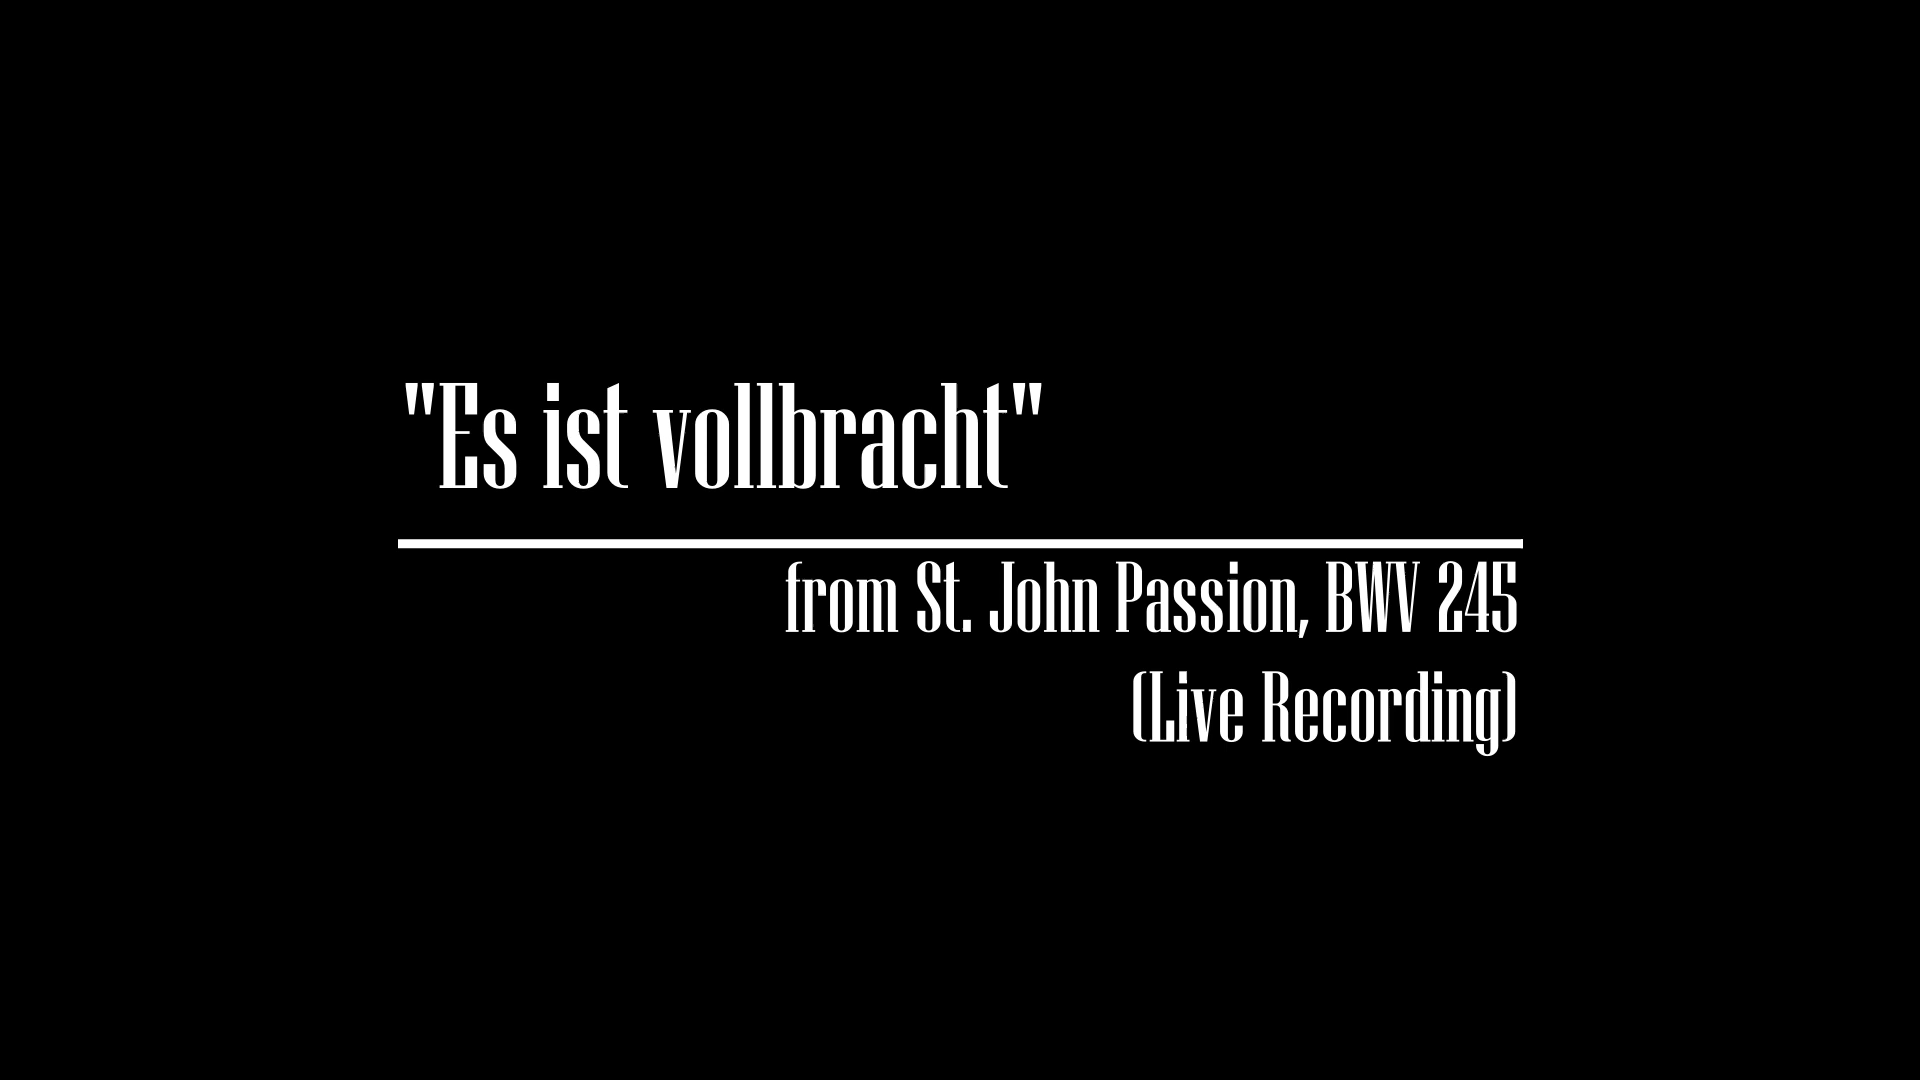 "Es ist vollbracht"
from St. John Passion, BWV 245
(Live Recording)